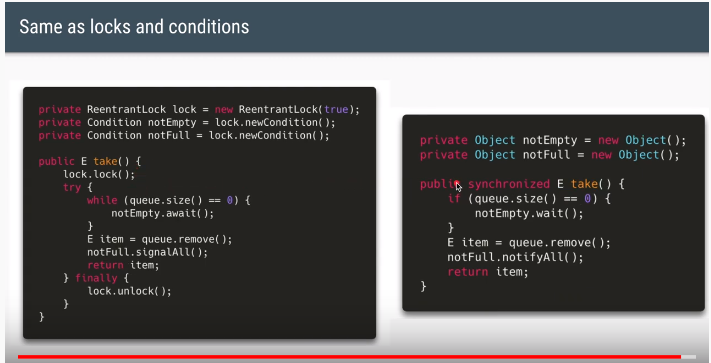 Same as locks and conditions
private ReentrantLock lock = new ReentrantLock(true);
private Condition notEmpty = lock.newCondition();
private Condition notFull = lock.newCondition();
public E take() {
lock.lock();
try {
while (queue.size() == 0) {
notEmpty.await();
}
E item = queue.remove();
notFull.signalAll();
return item;
} finally {
lock.unlock();
}
}
private Object notEmpty = new Object();
private Object notFull = new Object();
public synchronized E take() {
if (queue.size() == 0) {
notEmpty.wait();
}
E item = queue.remove();
notFull.notifyAll();
return item;
}